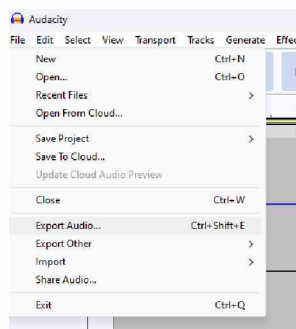 Audacity
File Edit Select View Transport Tracks Generate Effec
New Ctrl+N
Open... Ctrl+O
Recent Files >
Open From Cloud...
Save Project >
Save To Cloud...
Update Cloud Audio Preview
Close Ctrl+W
Export Audio... Ctrl+Shift+E
Export Other >
Import >
Share Audio...
Exit Ctrl+Q